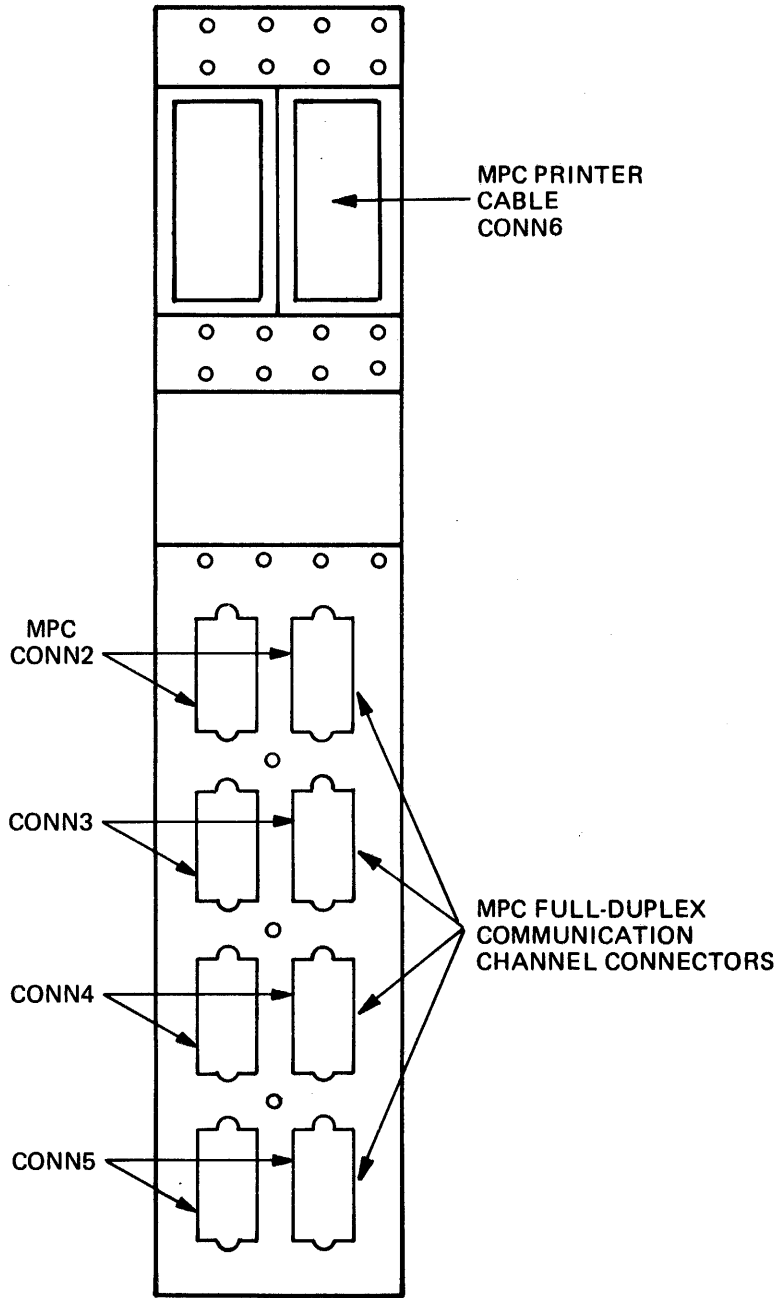 MPC PRINTER
CABLE
CONN6
MPC
CONN2
CONN3
MPC FULL-DUPLEX
COMMUNICATION
CHANNEL CONNECTORS
CONN4
CONN5